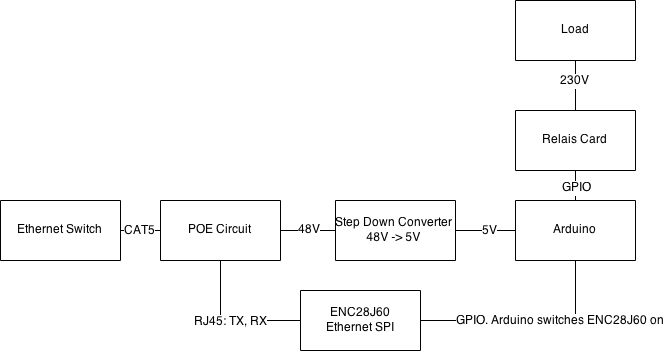 Load
230V
Relais Card
GPIO
Ethernet Switch
CAT5
POE Circuit
48V
Step Down Converter
48V -> 5V
5V
Arduino
RJ45: TX, RX
ENC28J60
Ethernet SPI
GPIO. Arduino switches ENC28J60 on